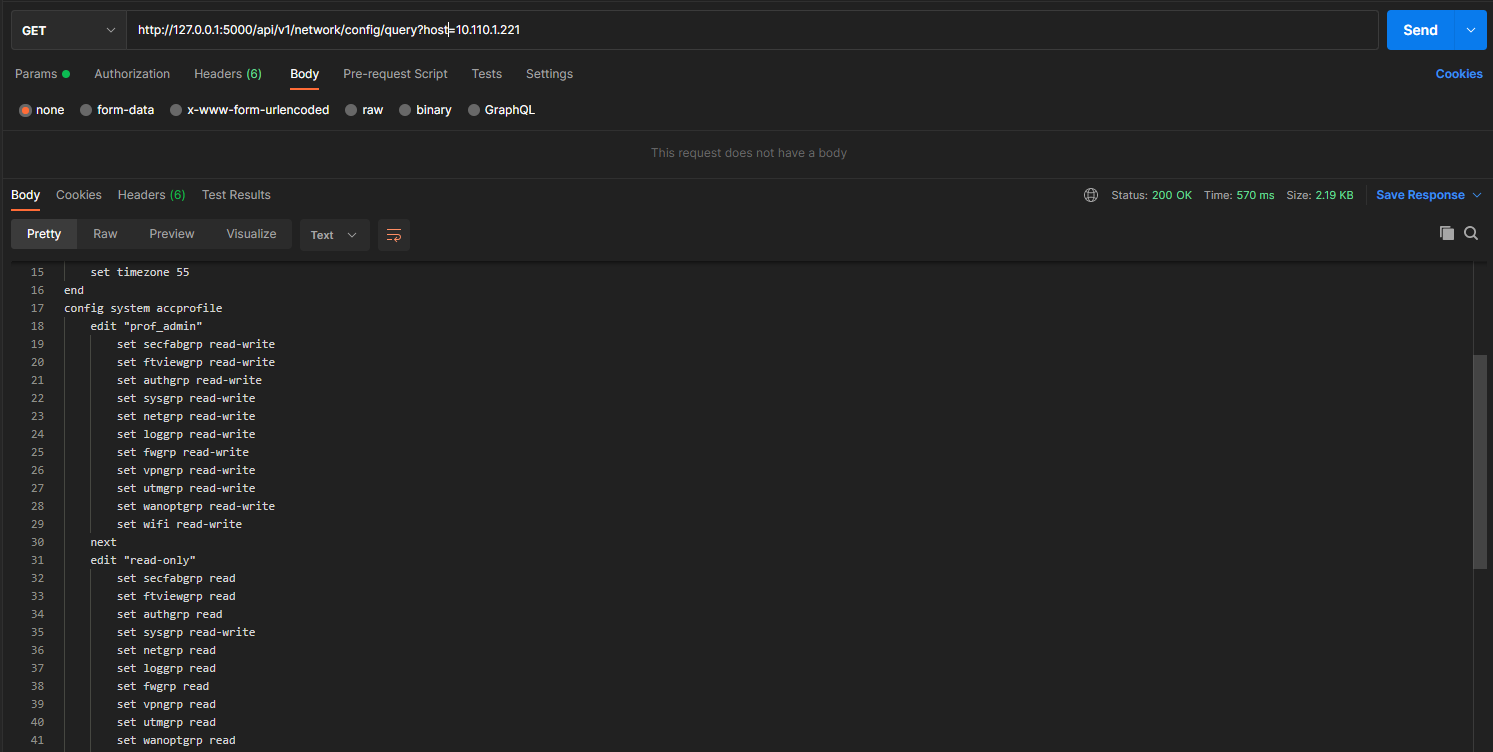 GET http://127.0.0.1:5000/api/v1/network/config/query?host=10.110.1.221 Send
Params Authorization Headers (6) Body Pre-request Script Tests Settings Cookies
none form-data x-www-form-urlencoded raw binary GraphQL
This request does not have a body
Body Cookies Headers (6) Test Results Status: 200 OK Time: 570 ms Size: 2.19 KB Save Response
Pretty Raw Preview Visualize Text
15 set timezone 55
16 end
17 config system accprofile
18 edit "prof_admin"
19 set secfabgrp read-write
20 set ftviewgrp read-write
21 set authgrp read-write
22 set sysgrp read-write
23 set netgrp read-write
24 set loggrp read-write
25 set fwgrp read-write
26 set vpngrp read-write
27 set utmgrp read-write
28 set wanoptgrp read-write
29 set wifi read-write
30 next
31 edit "read-only"
32 set secfabgrp read
33 set ftviewgrp read
34 set authgrp read
35 set sysgrp read-write
36 set netgrp read
37 set loggrp read
38 set fwgrp read
39 set vpngrp read
40 set utmgrp read
41 set wanoptgrp read